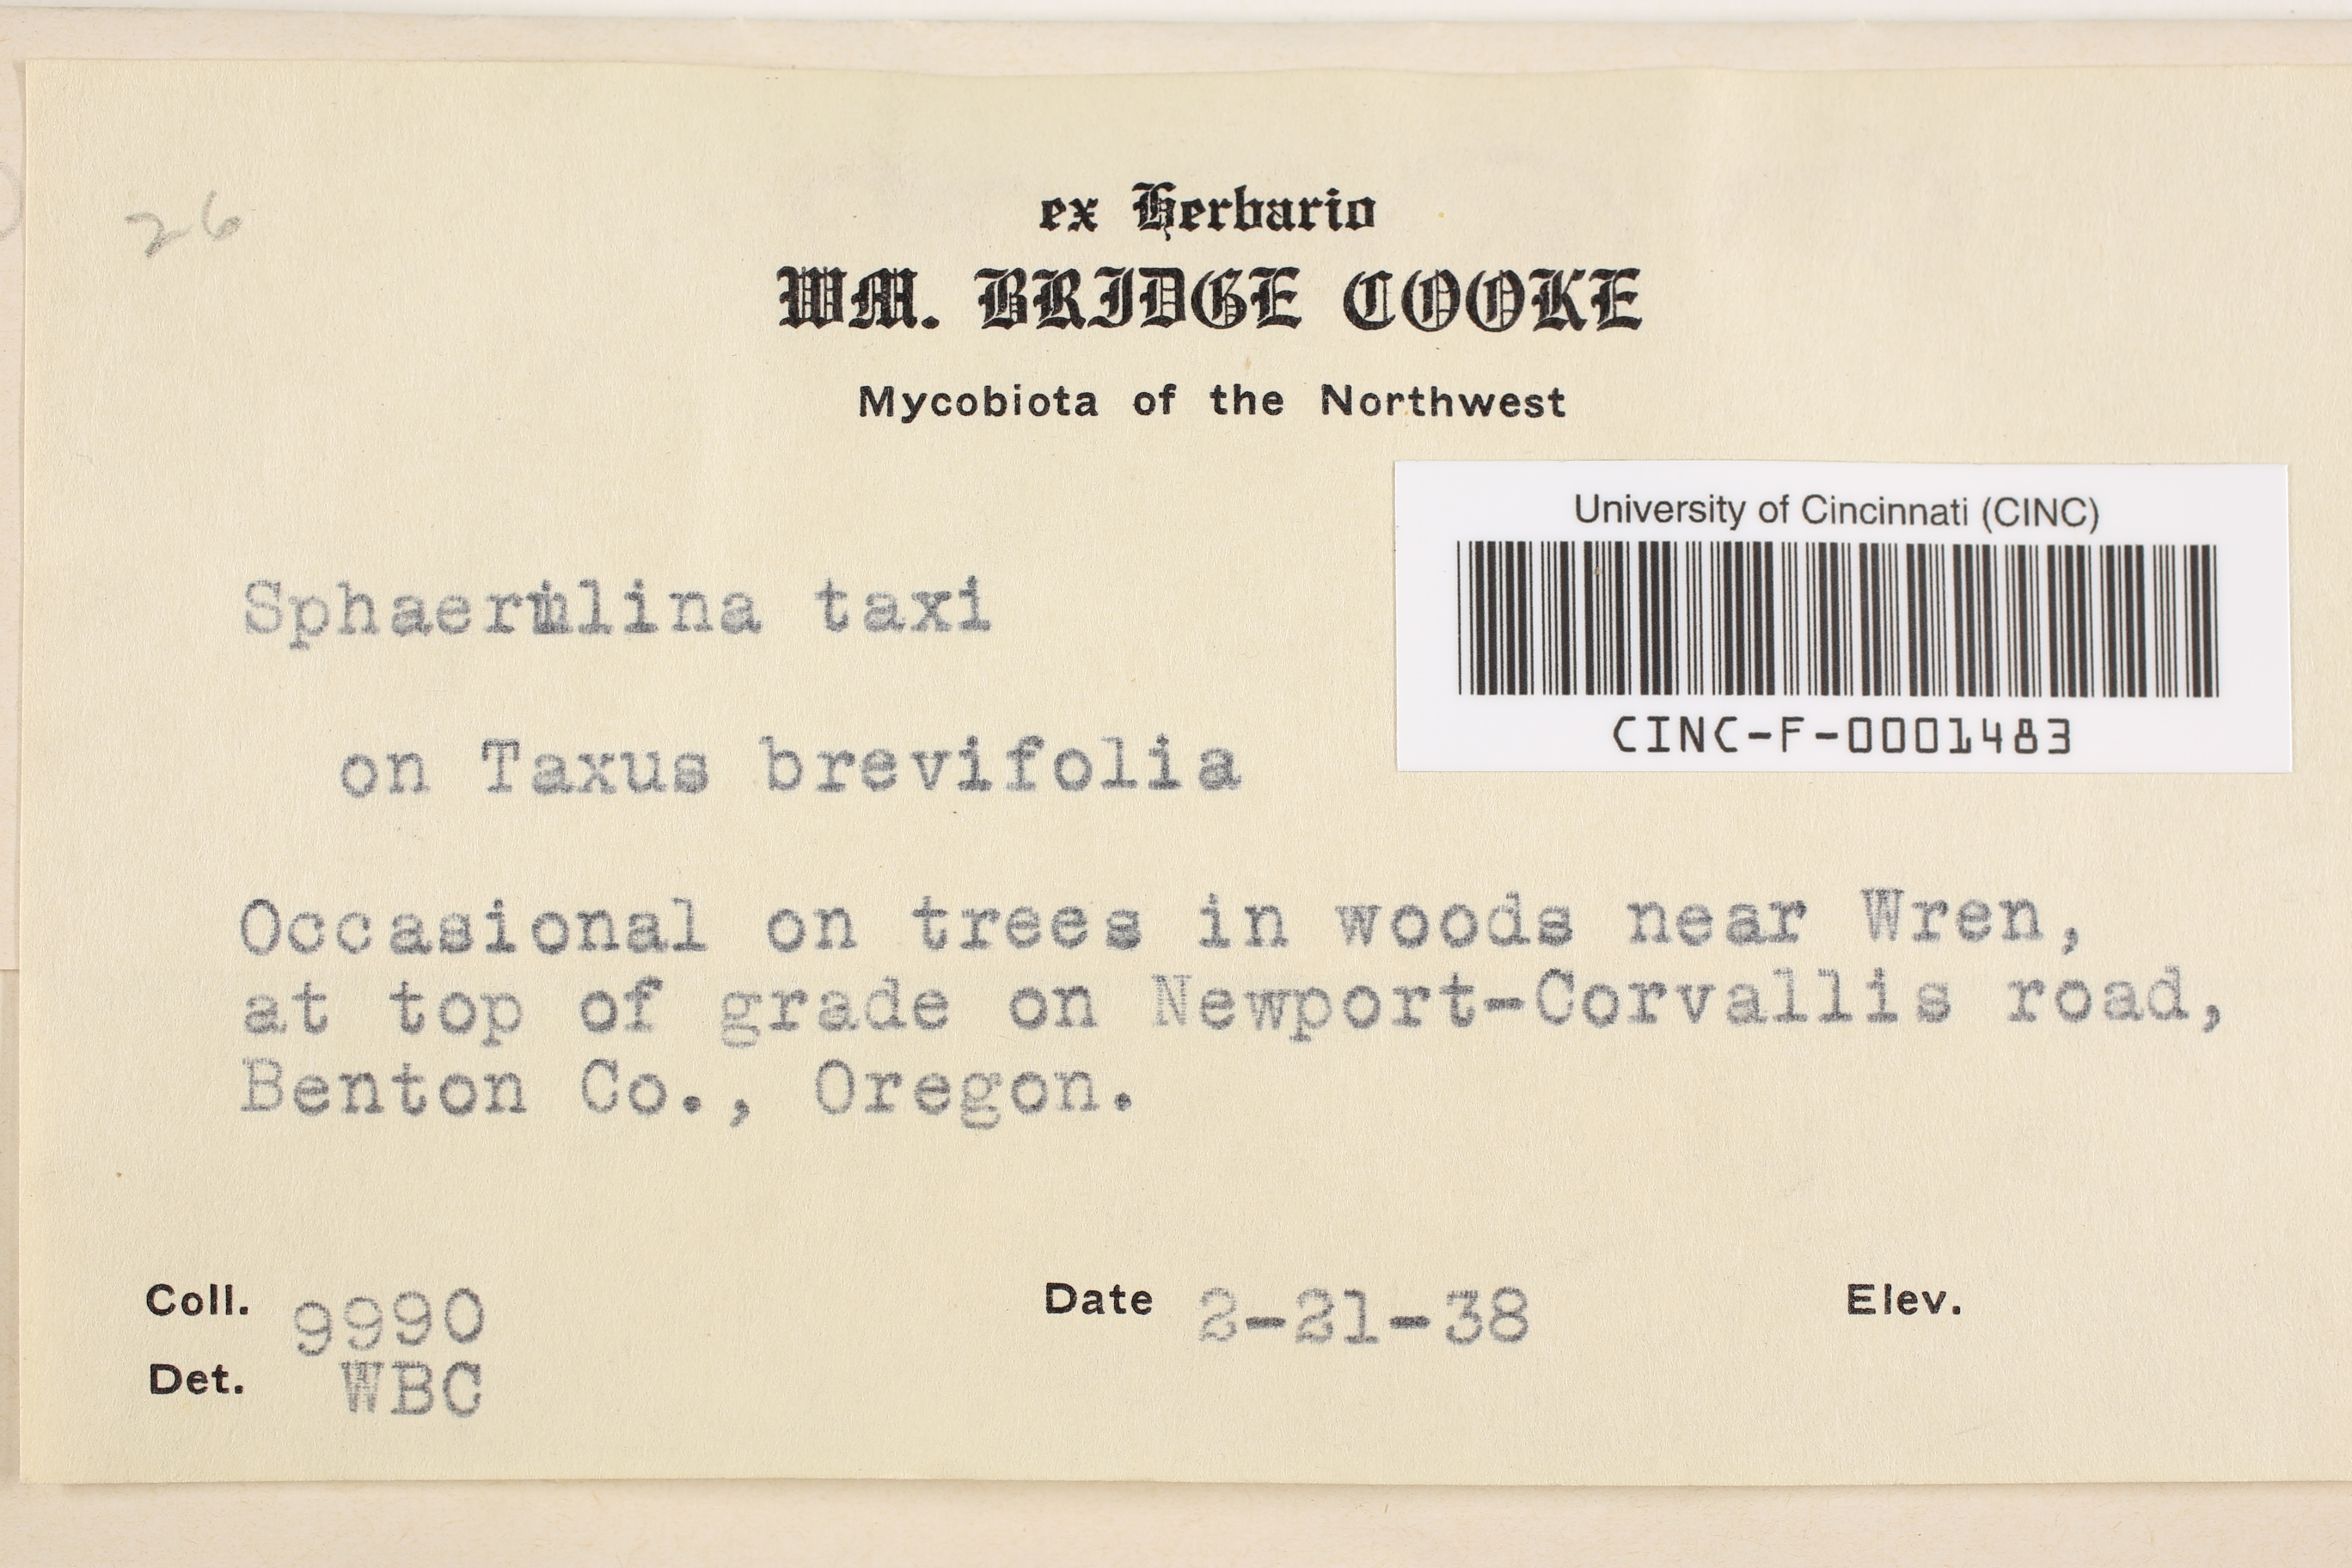 26
ex Herbario
WM. BRIDGE COOKE
Mycobiota of the Northwest
University of Cincinnati (CINC)
CINC-F-0001483
Sphaerulina taxi
on Taxus brevifolia
Occasional on trees in woods near Wren,
at top of grade on Newport-Corvallis road,
Benton Co., Oregon.
Coll. 9990 Date 2-21-38 Elev.
Det. WBC